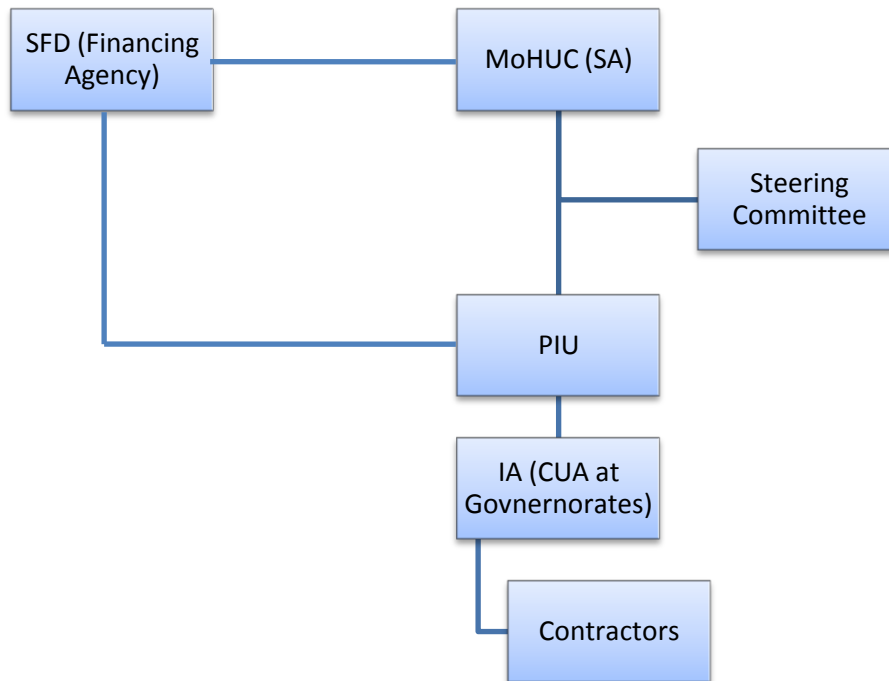 SFD (Financing
Agency)
MoHUC (SA)
Steering
Committee
PIU
IA (CUA at
Govnernorates)
Contractors